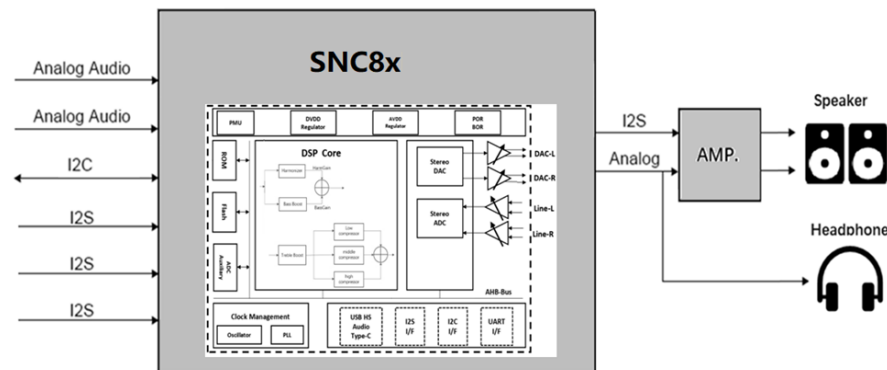 SNC8x
Analog Audio
Analog Audio
I2C
I2S
I2S
I2S
PMU
DVDD
Regulator
AVDD
Regulator
POR
BOR
ROM
Flash
ADC
Auxiliary
DSP Core
Harmonizer
HarmGain
Bass Boost
BassGain
Treble Boost
Low
compressor
middle
compressor
high
compressor
Stereo
DAC
Stereo
ADC
DAC-L
DAC-R
Line-L
Line-R
AHB-Bus
Clock Management
Oscillator
PLL
USB HS
Audio
Type-C
I2S
I/F
I2C
I/F
UART
I/F
I2S
Analog
AMP.
Speaker
Headphone